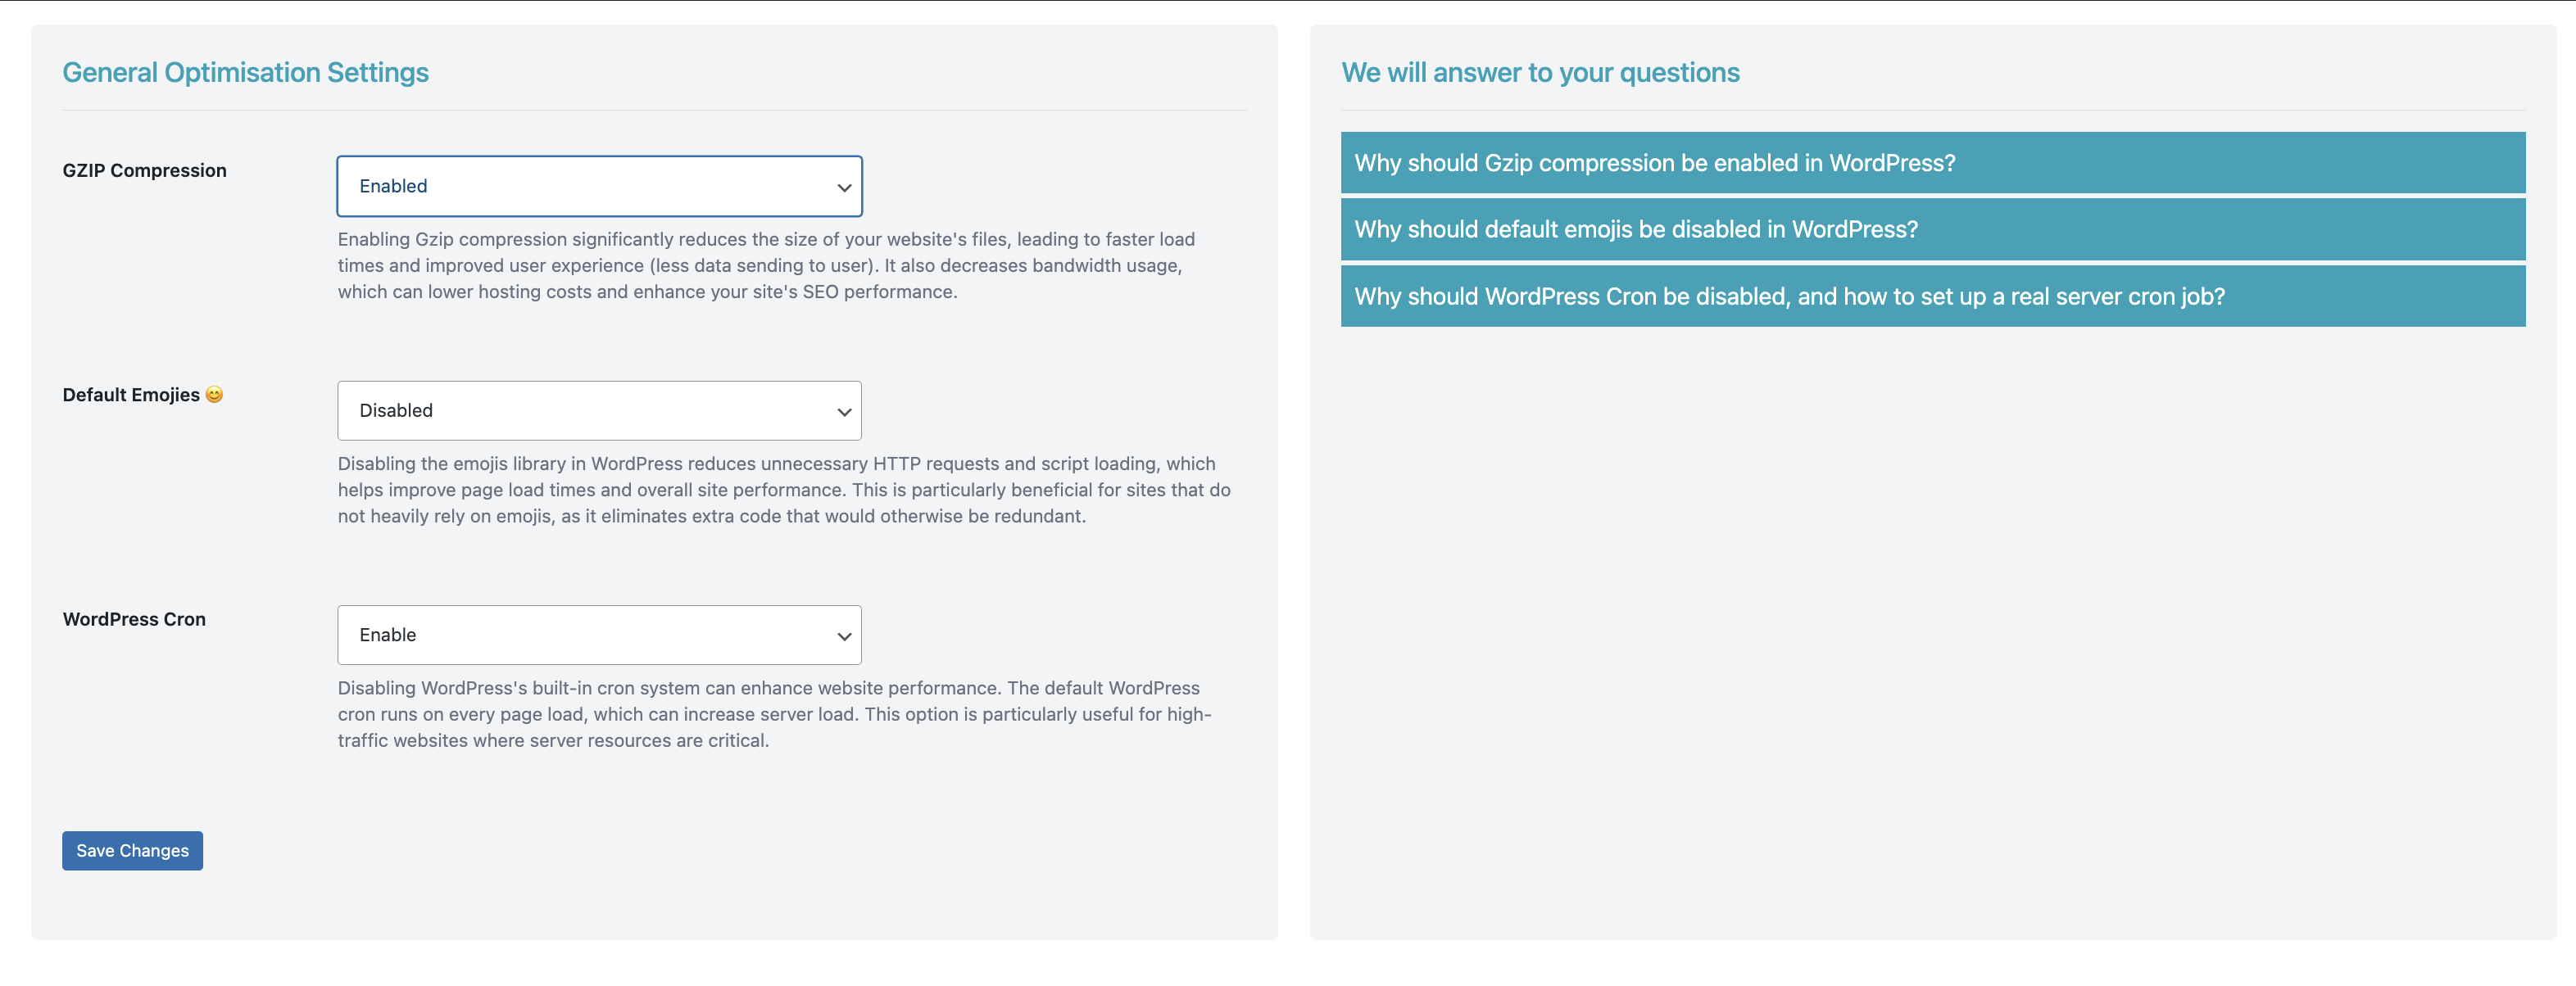 General Optimisation Settings
GZIP Compression
Enabled
Enabling Gzip compression significantly reduces the size of your website's files, leading to faster load
times and improved user experience (less data sending to user). It also decreases bandwidth usage,
which can lower hosting costs and enhance your site's SEO performance.
Default Emojies 😊
Disabled
Disabling the emojis library in WordPress reduces unnecessary HTTP requests and script loading, which
helps improve page load times and overall site performance. This is particularly beneficial for sites that do
not heavily rely on emojis, as it eliminates extra code that would otherwise be redundant.
WordPress Cron
Enable
Disabling WordPress's built-in cron system can enhance website performance. The default WordPress
cron runs on every page load, which can increase server load. This option is particularly useful for high-
traffic websites where server resources are critical.
Save Changes
We will answer to your questions
Why should Gzip compression be enabled in WordPress?
Why should default emojis be disabled in WordPress?
Why should WordPress Cron be disabled, and how to set up a real server cron job?